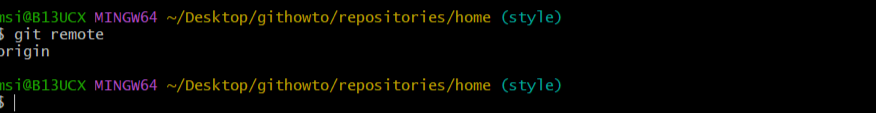 msi@B13UCX MINGW64 ~/Desktop/githowto/repositories/home (style)
$ git remote
origin
msi@B13UCX MINGW64 ~/Desktop/githowto/repositories/home (style)
$